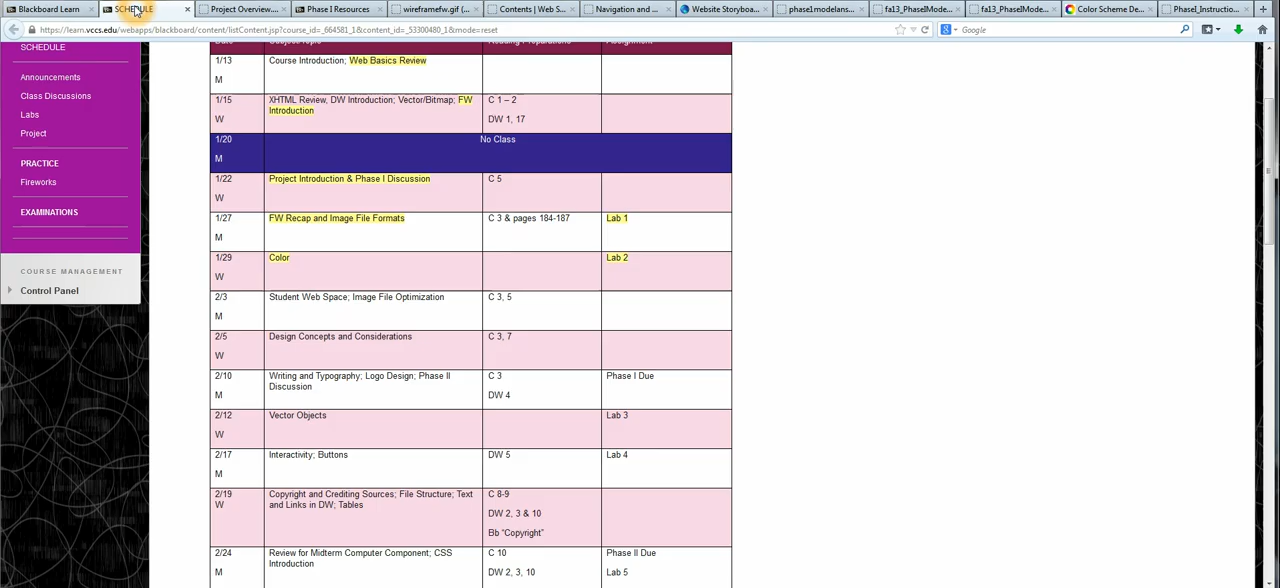 Blackboard Learn
SCHEDULE
Project Overview....
Phase I Resources
wireframefw.gif (...
Contents | Web S...
Navigation and ...
Website Storyboa...
phase1modelans...
fa13_PhaseIMode...
fa13_PhaseIMode...
Color Scheme De...
PhaseI_Instructio...
https://learn.vccs.edu/webapps/blackboard/content/listContent.jsp?course_id=_664581_1&content_id=_53300480_1&mode=reset
Google
SCHEDULE
Announcements
Class Discussions
Labs
Project
PRACTICE
Fireworks
EXAMINATIONS
COURSE MANAGEMENT
Control Panel
1/13
M
Course Introduction; Web Basics Review
1/15
W
XHTML Review, DW Introduction; Vector/Bitmap; FW
Introduction
C 1 – 2
DW 1, 17
1/20
M
No Class
1/22
W
Project Introduction & Phase I Discussion
C 5
1/27
M
FW Recap and Image File Formats
C 3 & pages 184-187
Lab 1
1/29
W
Color
Lab 2
2/3
M
Student Web Space; Image File Optimization
C 3, 5
2/5
W
Design Concepts and Considerations
C 3, 7
2/10
M
Writing and Typography; Logo Design; Phase II
Discussion
C 3
DW 4
Phase I Due
2/12
W
Vector Objects
Lab 3
2/17
M
Interactivity; Buttons
DW 5
Lab 4
2/19
W
Copyright and Crediting Sources; File Structure; Text
and Links in DW; Tables
C 8-9
DW 2, 3 & 10
Bb "Copyright"
2/24
M
Review for Midterm Computer Component; CSS
Introduction
C 10
DW 2, 3, 10
Phase II Due
Lab 5